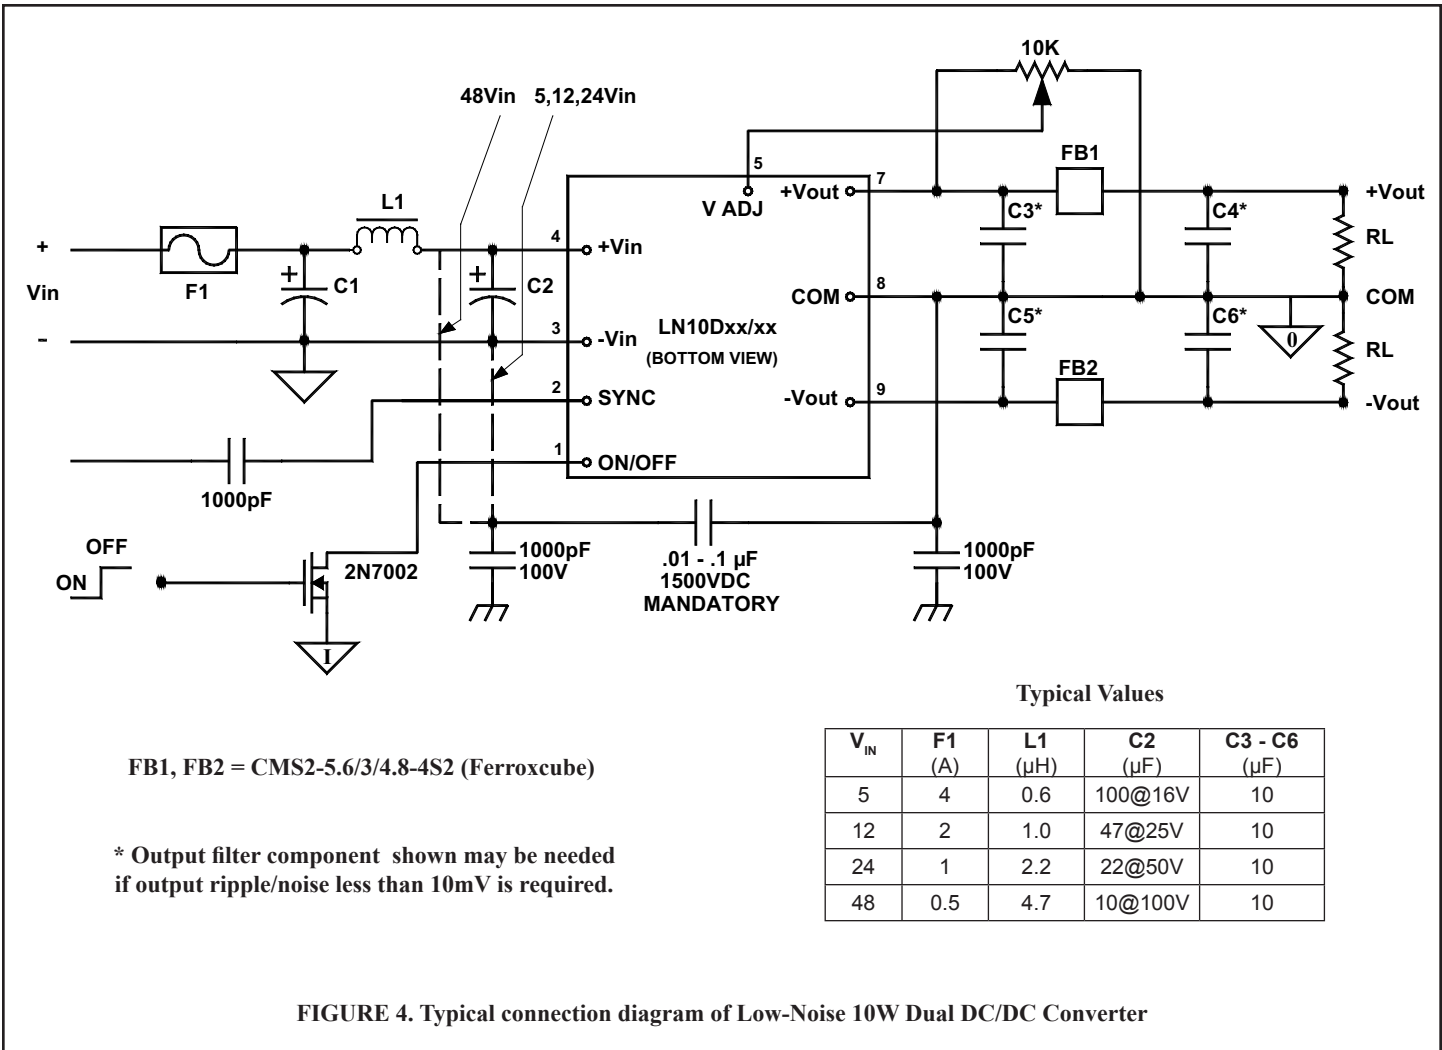 10K
48Vin 5,12,24Vin
5
+Vout
7
FB1
+Vout
V ADJ
C3*
C4*
L1
+
4
+Vin
RL
F1
+
C1
+
C2
Vin
COM
8
COM
LN10Dxx/xx
(BOTTOM VIEW)
C5*
C6*
0
-
3
-Vin
RL
FB2
2
SYNC
-Vout
9
-Vout
1
ON/OFF
1000pF
OFF
ON
2N7002
I
1000pF
100V
.01 - .1 µF
1500VDC
MANDATORY
1000pF
100V
Typical Values
VIN F1 L1 C2 C3 - C6
(A) (µH) (µF) (µF)
5 4 0.6 100@16V 10
12 2 1.0 47@25V 10
24 1 2.2 22@50V 10
48 0.5 4.7 10@100V 10
FB1, FB2 = CMS2-5.6/3/4.8-4S2 (Ferroxcube)
* Output filter component shown may be needed
if output ripple/noise less than 10mV is required.
FIGURE 4. Typical connection diagram of Low-Noise 10W Dual DC/DC Converter